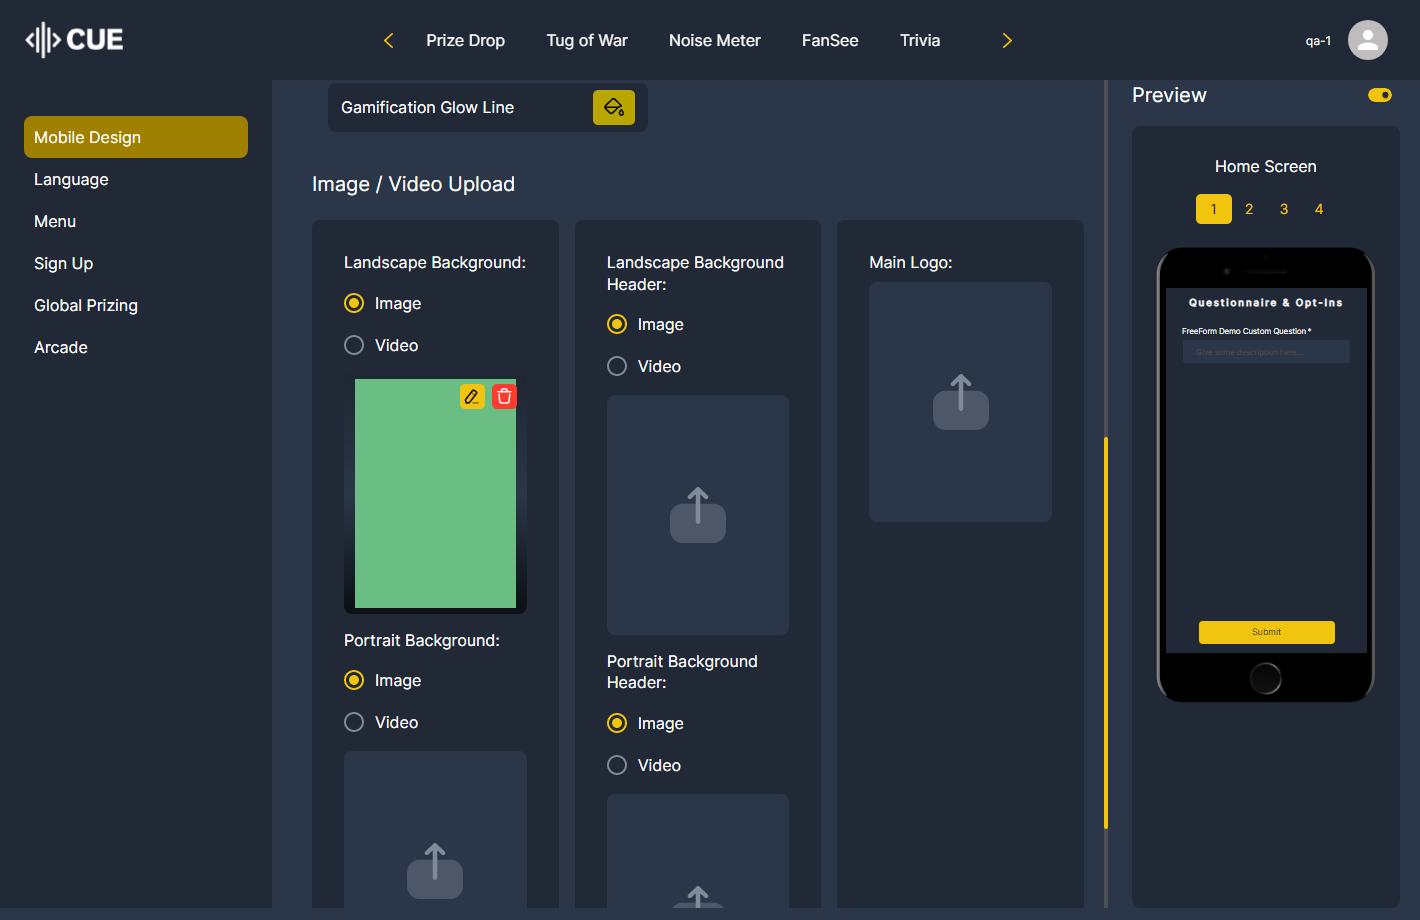 CUE
Prize Drop
Tug of War
Noise Meter
FanSee
Trivia
qa-1
Mobile Design
Language
Menu
Sign Up
Global Prizing
Arcade
Gamification Glow Line
Image / Video Upload
Landscape Background:
Image
Video
Portrait Background:
Image
Video
Landscape Background
Header:
Image
Video
Portrait Background
Header:
Image
Video
Main Logo:
Preview
Home Screen
1 2 3 4
Questionnaire & Opt-Ins
FreeForm Demo Custom Question *
Give some description here...
Submit